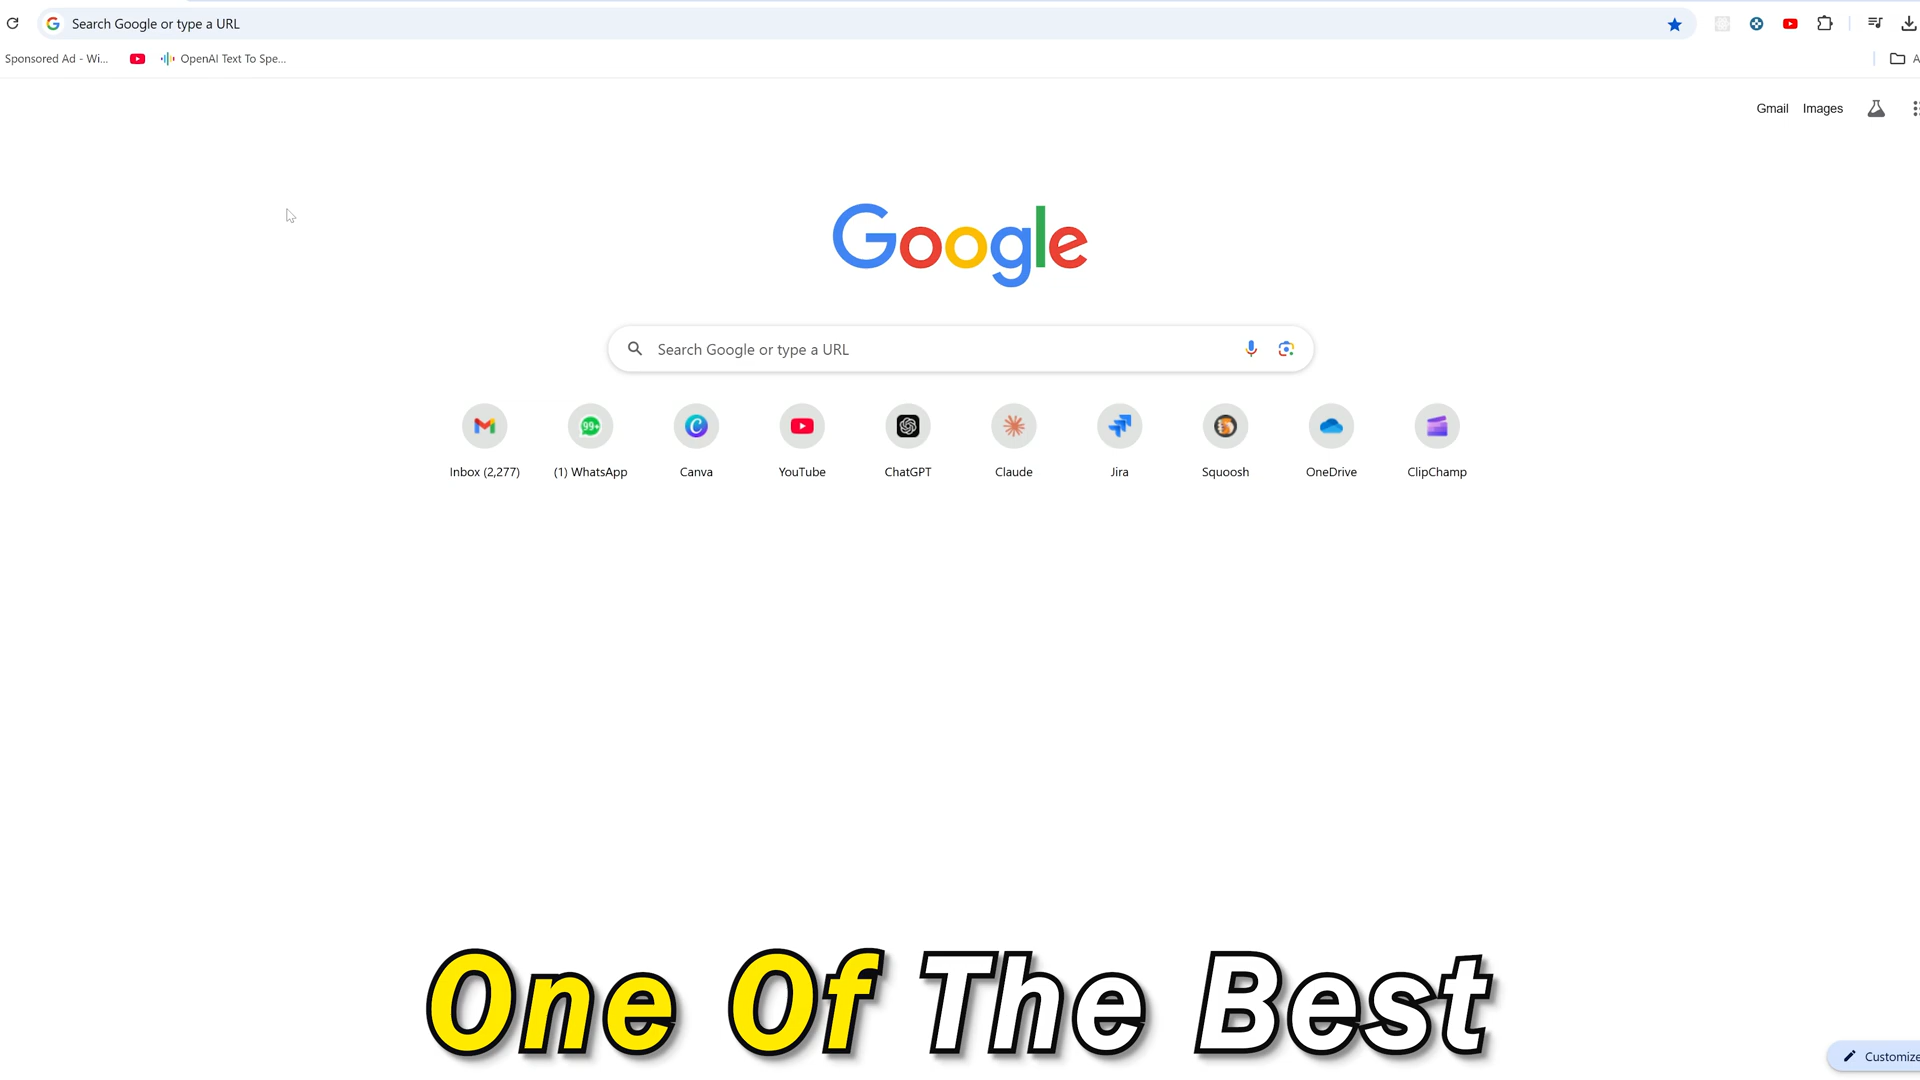 Search Google or type a URL
Sponsored Ad - Wi...
OpenAI Text To Spe...
A
Gmail Images
Google
Search Google or type a URL
99+
Inbox (2,277) (1) WhatsApp Canva YouTube ChatGPT Claude Jira Squoosh OneDrive ClipChamp
One Of The Best
Customize